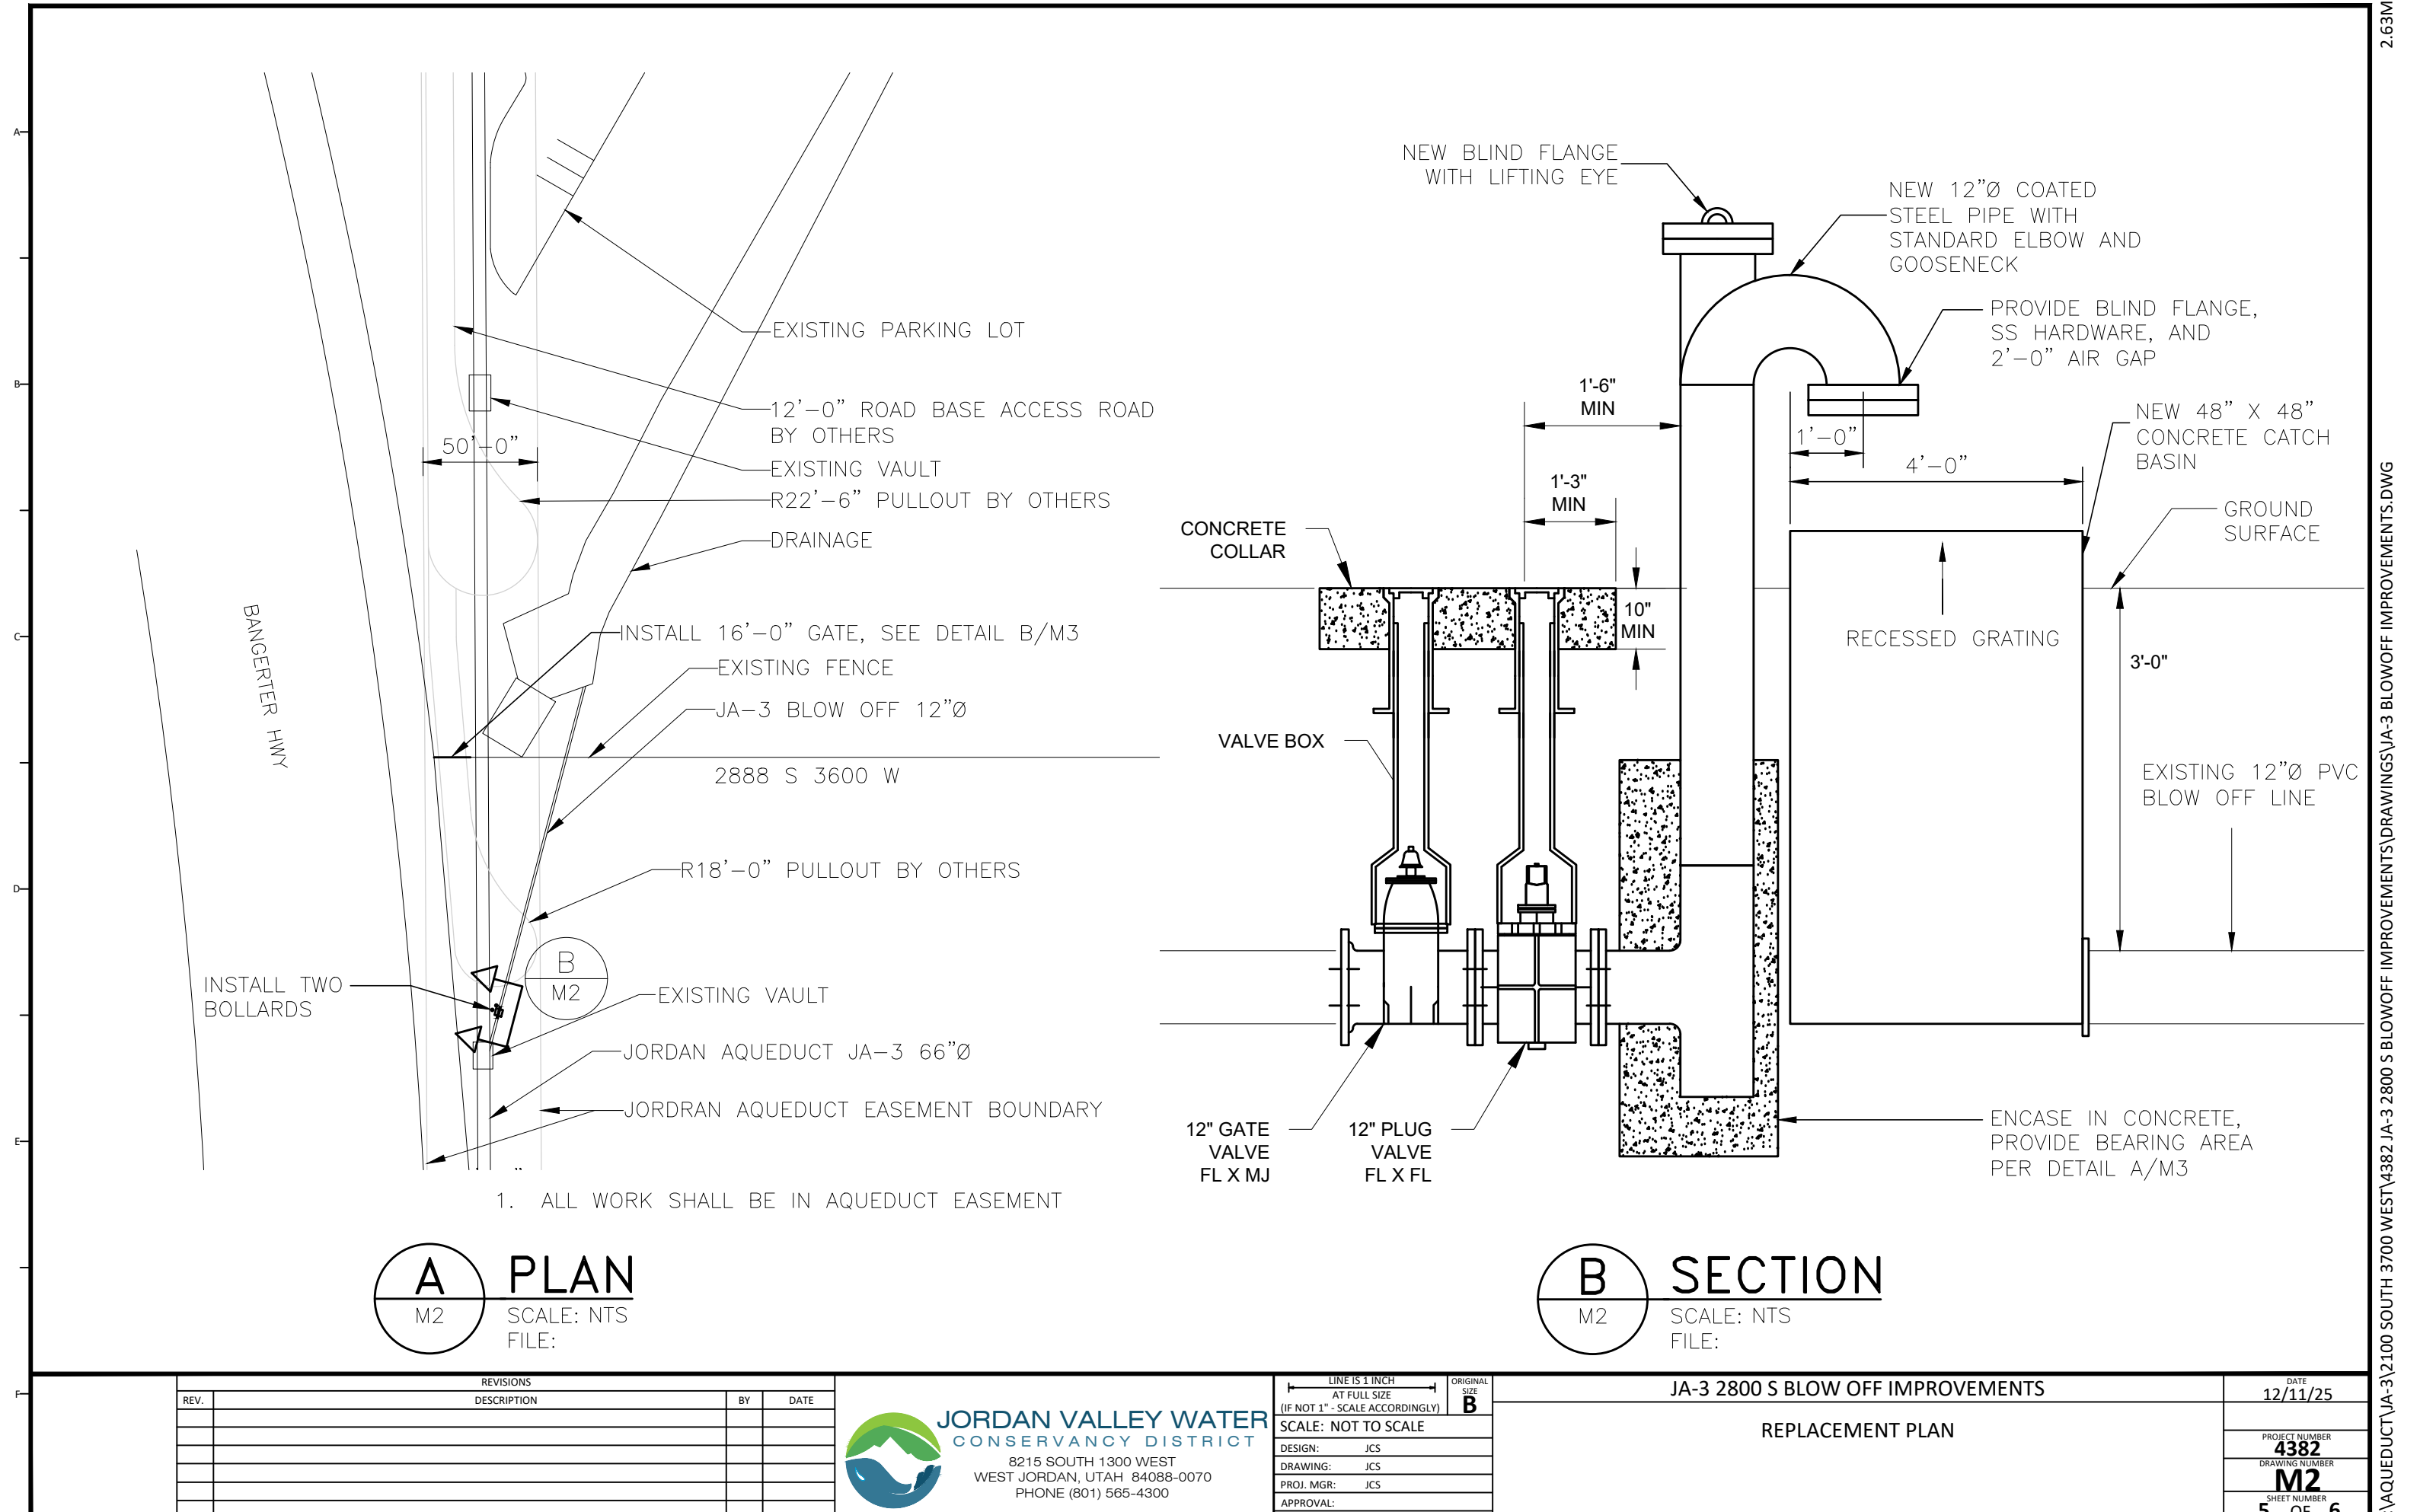 2.63M
A
B
C
D
E
F
EXISTING PARKING LOT
12'-0" ROAD BASE ACCESS ROAD
BY OTHERS
50'-0"
EXISTING VAULT
R22'-6" PULLOUT BY OTHERS
DRAINAGE
BANGERTER HWY
INSTALL 16'-0" GATE, SEE DETAIL B/M3
EXISTING FENCE
JA-3 BLOW OFF 12"Ø
2888 S 3600 W
R18'-0" PULLOUT BY OTHERS
B
M2
INSTALL TWO
BOLLARDS
EXISTING VAULT
JORDAN AQUEDUCT JA-3 66"Ø
JORDRAN AQUEDUCT EASEMENT BOUNDARY
1. ALL WORK SHALL BE IN AQUEDUCT EASEMENT
A
M2
PLAN
SCALE: NTS
FILE:
NEW BLIND FLANGE
WITH LIFTING EYE
NEW 12"Ø COATED
STEEL PIPE WITH
STANDARD ELBOW AND
GOOSENECK
PROVIDE BLIND FLANGE,
SS HARDWARE, AND
2'-0" AIR GAP
1'-6"
MIN
1'-0"
4'-0"
NEW 48" X 48"
CONCRETE CATCH
BASIN
1'-3"
MIN
GROUND
SURFACE
CONCRETE
COLLAR
10"
MIN
RECESSED GRATING
3'-0"
VALVE BOX
EXISTING 12"Ø PVC
BLOW OFF LINE
12" GATE
VALVE
FL X MJ
12" PLUG
VALVE
FL X FL
ENCASE IN CONCRETE,
PROVIDE BEARING AREA
PER DETAIL A/M3
B
M2
SECTION
SCALE: NTS
FILE:
\AQUEDUCT\JA-3\2100 SOUTH 3700 WEST\4382 JA-3 2800 S BLOWOFF IMPROVEMENTS\DRAWINGS\JA-3 BLOWOFF IMPROVEMENTS.DWG
REVISIONS
REV. DESCRIPTION BY DATE
JORDAN VALLEY WATER
CONSERVANCY DISTRICT
8215 SOUTH 1300 WEST
WEST JORDAN, UTAH 84088-0070
PHONE (801) 565-4300
LINE IS 1 INCH
AT FULL SIZE
(IF NOT 1" - SCALE ACCORDINGLY)
ORIGINAL
SIZE
B
SCALE: NOT TO SCALE
DESIGN: JCS
DRAWING: JCS
PROJ. MGR: JCS
APPROVAL:
JA-3 2800 S BLOW OFF IMPROVEMENTS
REPLACEMENT PLAN
DATE
12/11/25
PROJECT NUMBER
4382
DRAWING NUMBER
M2
SHEET NUMBER
5 OF 6